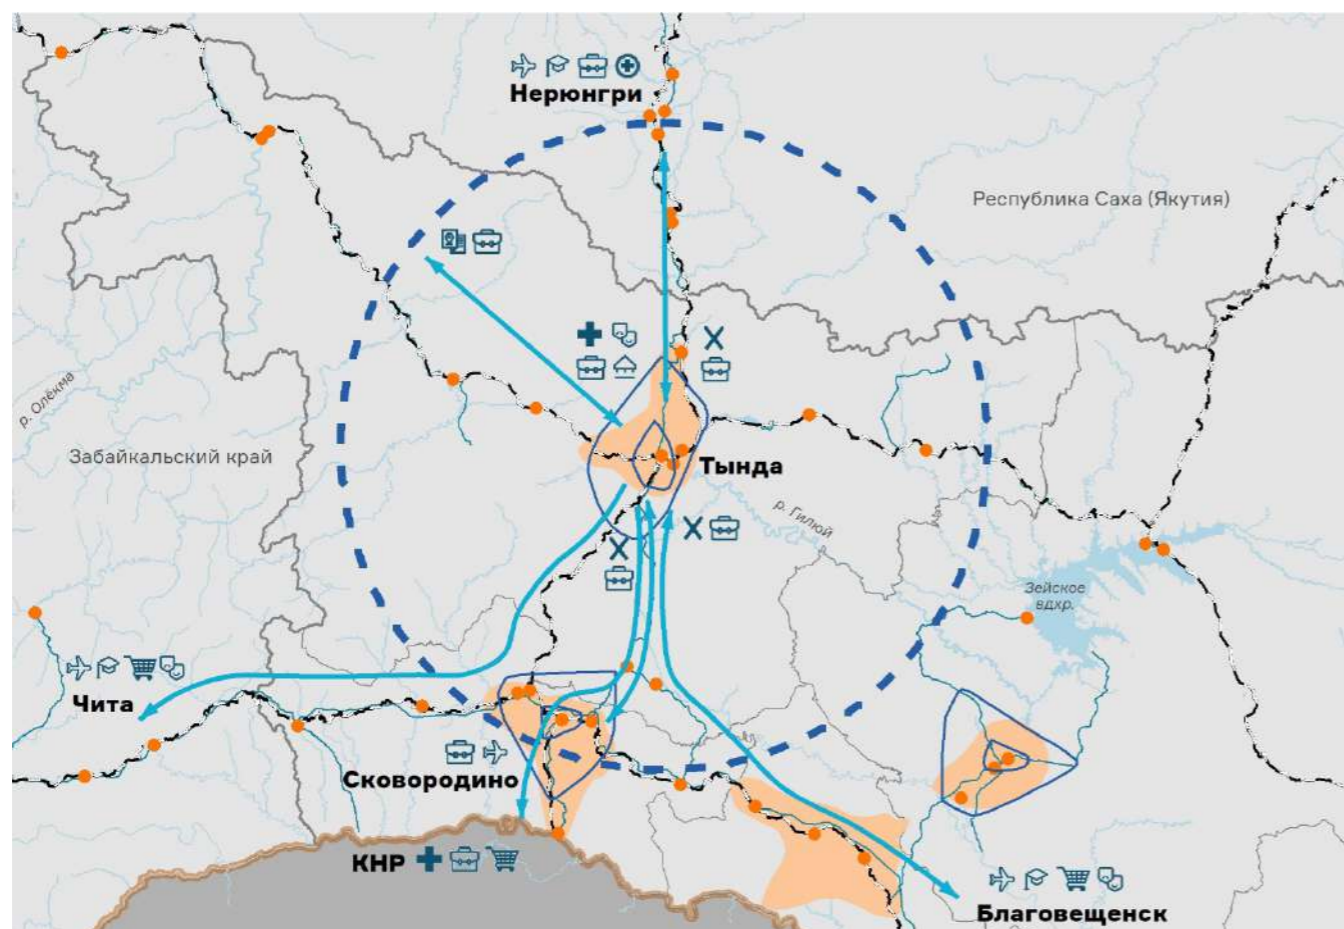 Нерюнгри
Республика Саха (Якутия)
р. Олёкма
Забайкальский край
Тында
р. Гилюй
Зейское
вдхр.
Чита
Сковородино
КНР
Благовещенск